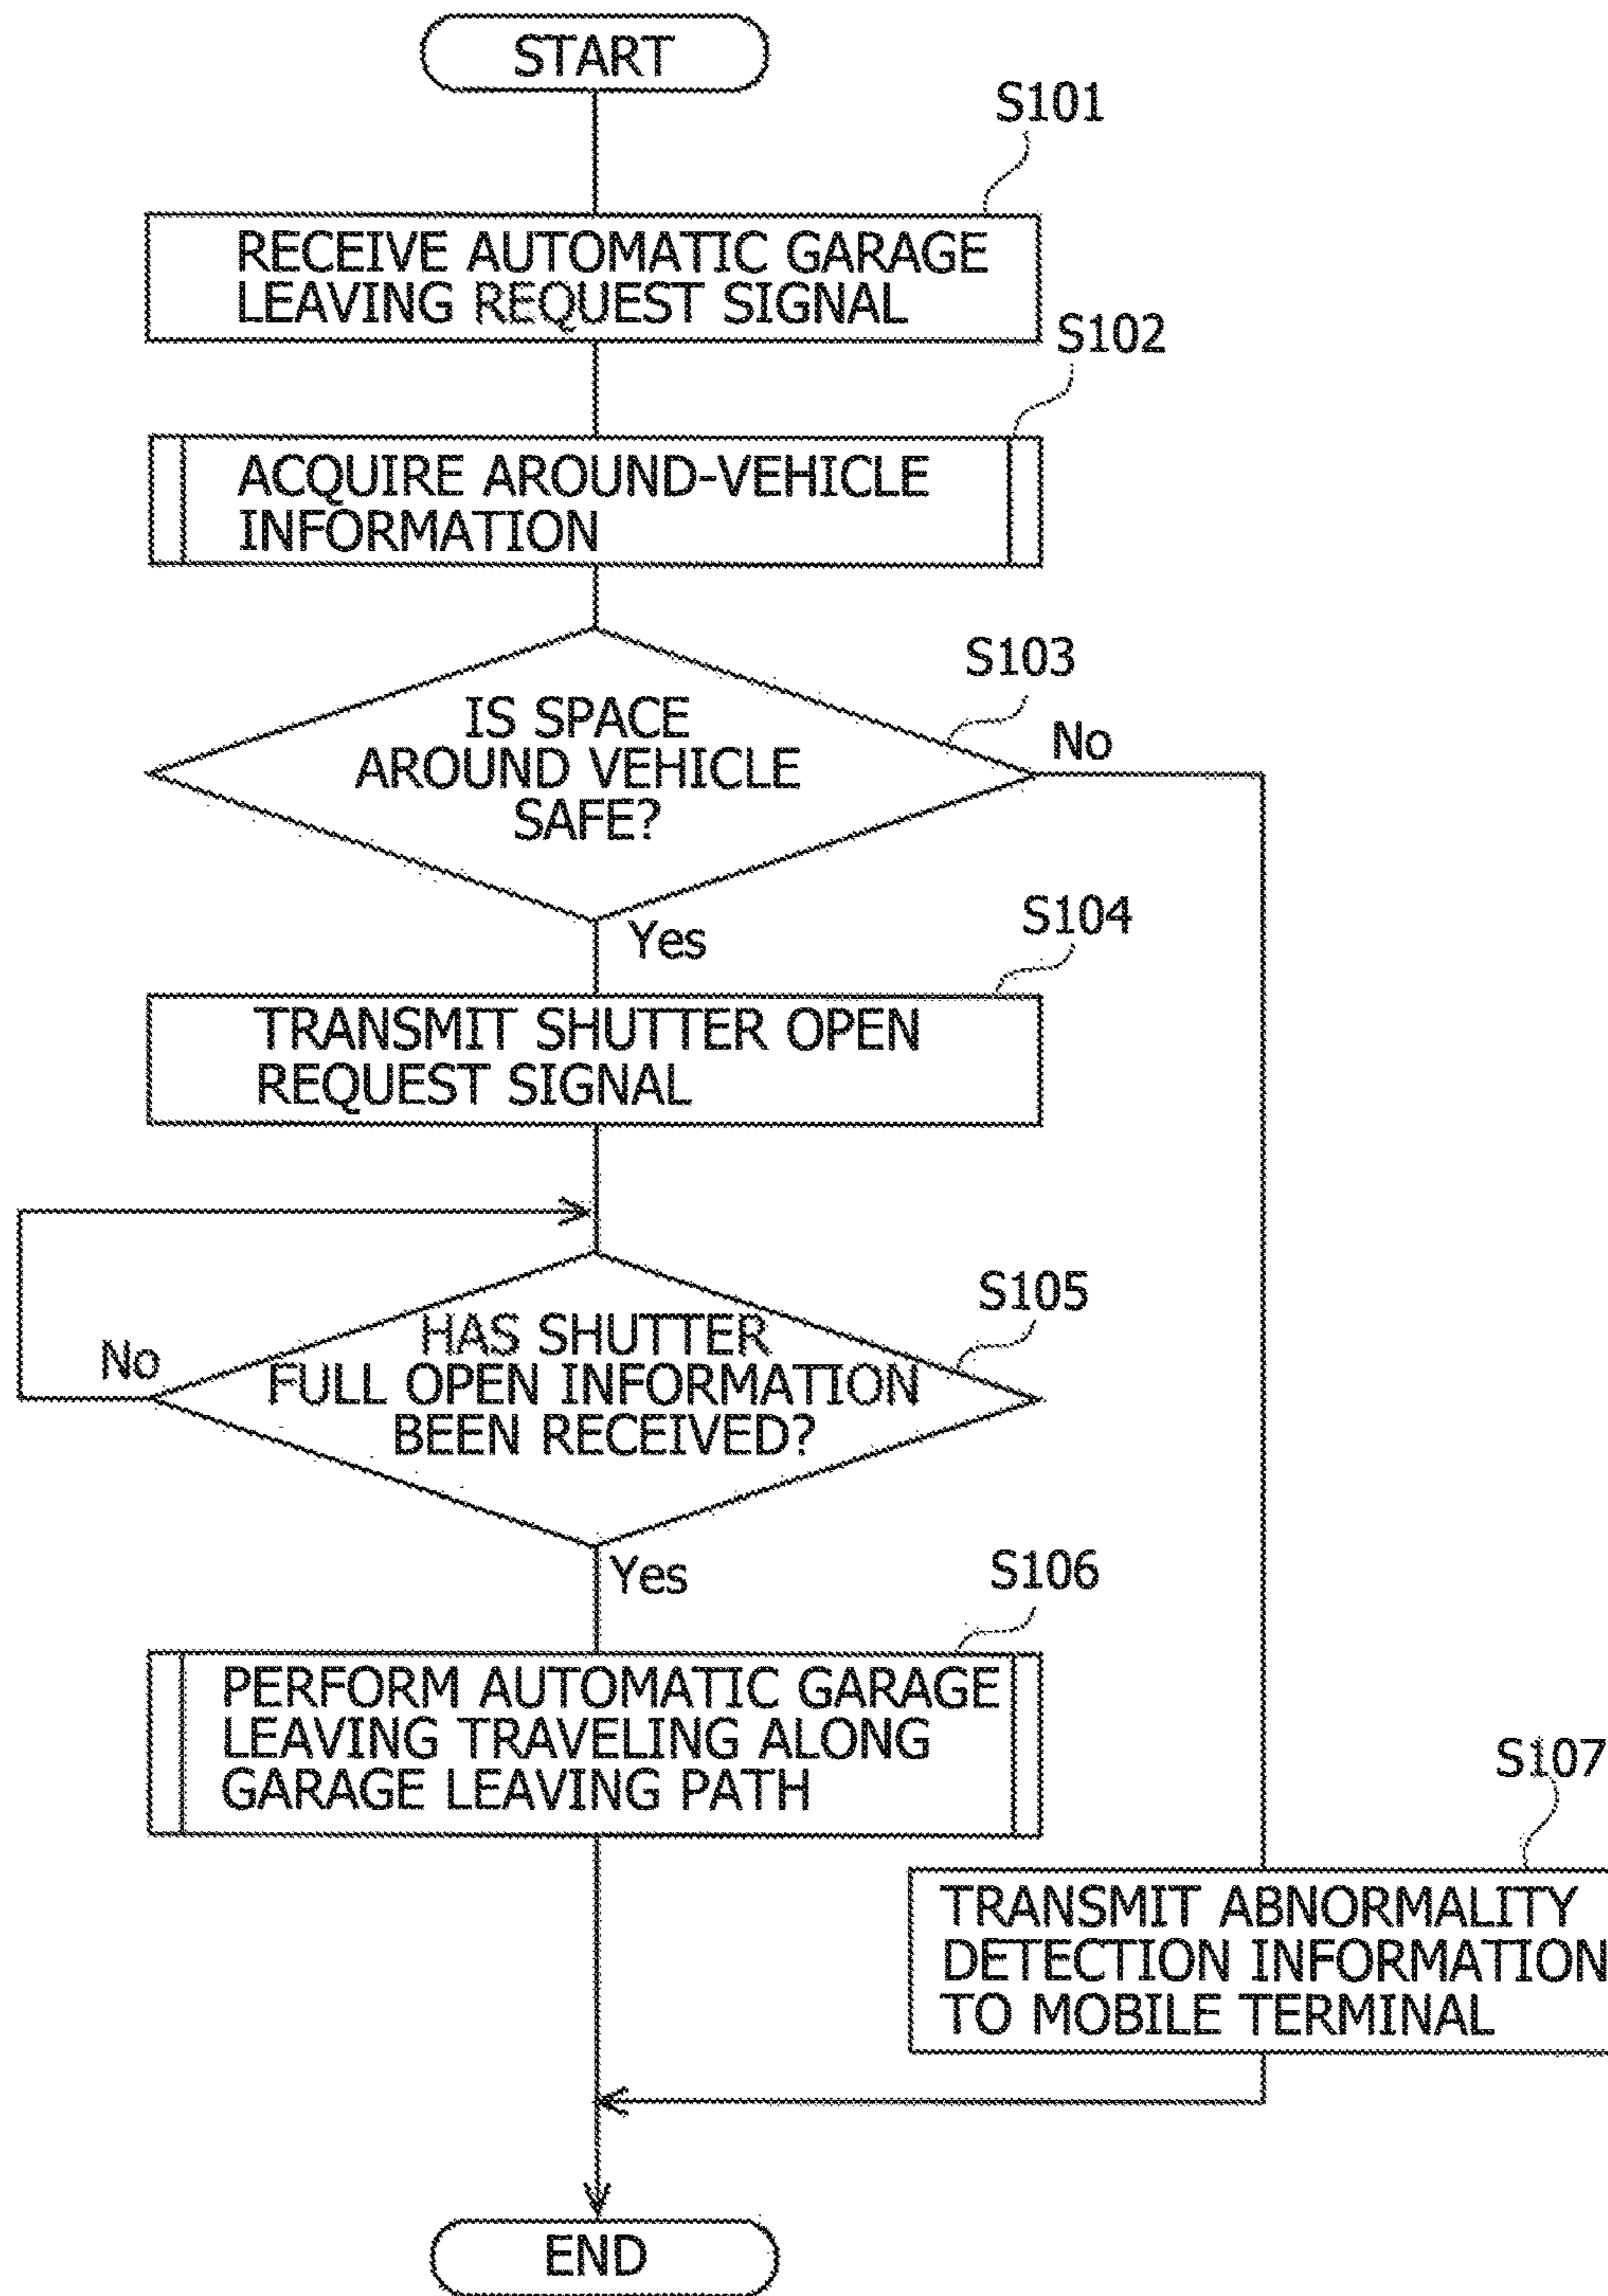 START
S101
RECEIVE AUTOMATIC GARAGE
LEAVING REQUEST SIGNAL
S102
ACQUIRE AROUND-VEHICLE
INFORMATION
S103
IS SPACE
AROUND VEHICLE
SAFE?
No
Yes
S104
TRANSMIT SHUTTER OPEN
REQUEST SIGNAL
S105
HAS SHUTTER
FULL OPEN INFORMATION
BEEN RECEIVED?
No
Yes
S106
PERFORM AUTOMATIC GARAGE
LEAVING TRAVELING ALONG
GARAGE LEAVING PATH
S107
TRANSMIT ABNORMALITY
DETECTION INFORMATION
TO MOBILE TERMINAL
END